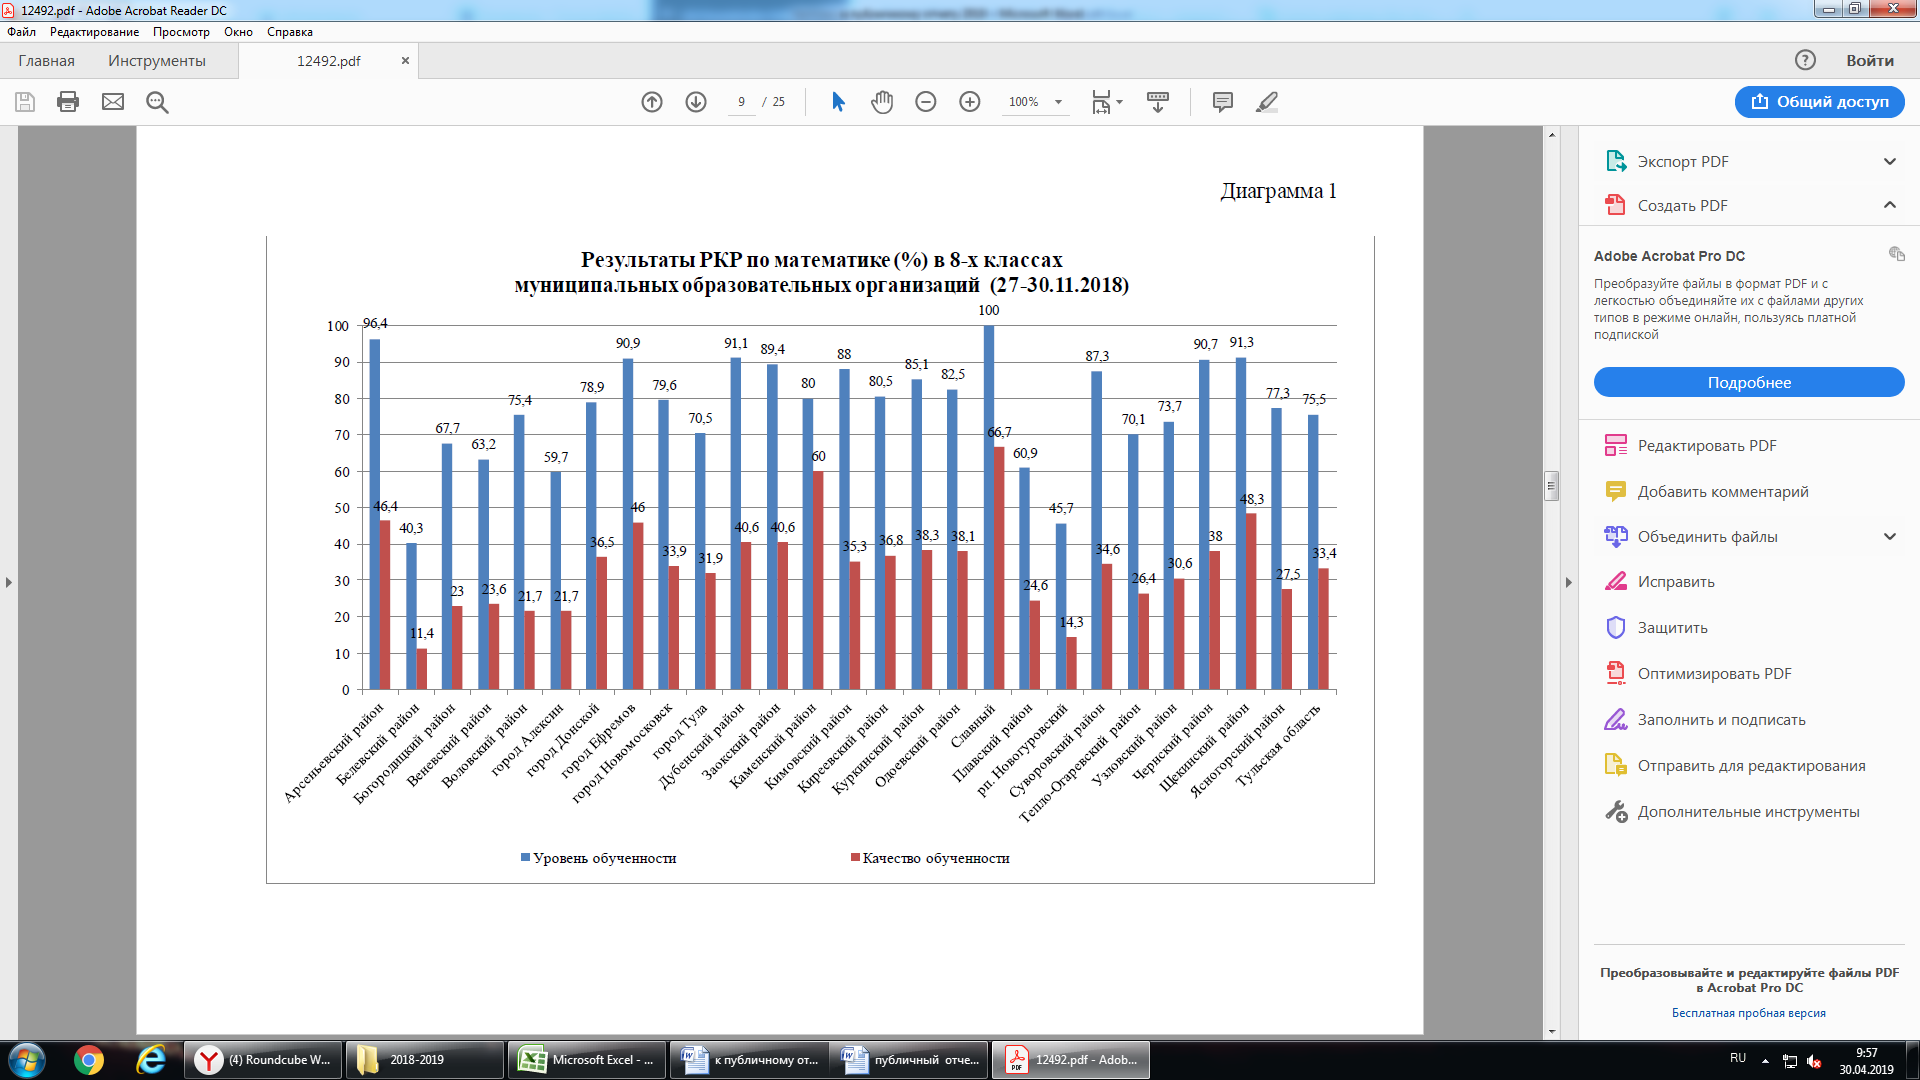 12492.pdf - Adobe Acrobat Reader DC
Файл Редактирование Просмотр Окно Справка
Главная Инструменты 12492.pdf × Войти
9 / 25 100% Общий доступ
Диаграмма 1
Результаты РКР по математике (%) в 8-х классах
муниципальных образовательных организаций (27-30.11.2018)
100
90
80
70
60
50
40
30
20
10
0
96,4 46,4
40,3 11,4
67,7 23
63,2 23,6
75,4 21,7
59,7 21,7
78,9 36,5
90,9 46
79,6 33,9
70,5 31,9
91,1 40,6
89,4 40,6
80 60
88 35,3
80,5 36,8
85,1 38,3
82,5 38,1
100 66,7
60,9 24,6
45,7 14,3
87,3 34,6
70,1 26,4
73,7 30,6
90,7 38
91,3 48,3
77,3 27,5
75,5 33,4
Арсеньевский район
Белевский район
Богородицкий район
Веневский район
Воловский район
город Алексин
город Донской
город Ефремов
город Новомосковск
город Тула
Дубенский район
Заокский район
Каменский район
Кимовский район
Киреевский район
Куркинский район
Одоевский район
Славный
Плавский район
рп. Новогуровский
Суворовский район
Тепло-Огаревский район
Узловский район
Чернский район
Щекинский район
Ясногорский район
Тульская область
Уровень обученности Качество обученности
Экспорт PDF
Создать PDF
Adobe Acrobat Pro DC
Преобразуйте файлы в формат PDF и с
легкостью объединяйте их с файлами других
типов в режиме онлайн, пользуясь платной
подпиской
Подробнее
Редактировать PDF
Добавить комментарий
Объединить файлы
Исправить
Защитить
Оптимизировать PDF
Заполнить и подписать
Отправить для редактирования
Дополнительные инструменты
Преобразовывайте и редактируйте файлы PDF
в Acrobat Pro DC
Бесплатная пробная версия
(4) Roundcube W... 2018-2019 Microsoft Excel - ... к публичному от... публичный отче... 12492.pdf - Adob... RU 9:57
30.04.2019